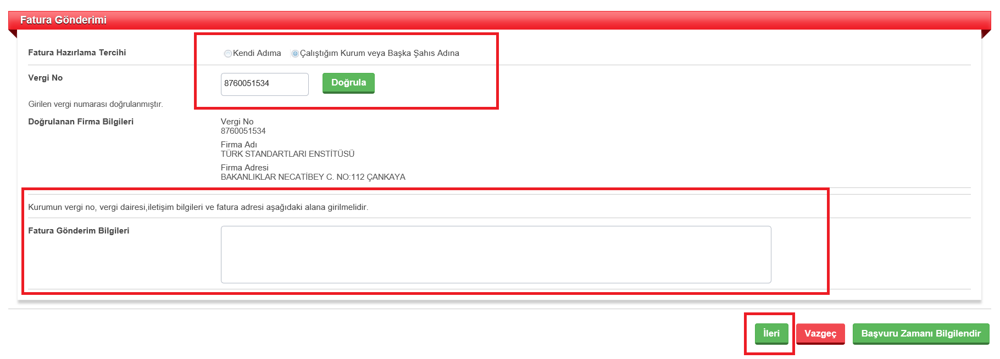 Fatura Gönderimi
Fatura Hazırlama Tercihi
Kendi Adıma Çalıştığım Kurum veya Başka Şahıs Adına
Vergi No
8760051534
Doğrula
Girilen vergi numarası doğrulanmıştır.
Doğrulanan Firma Bilgileri
Vergi No
8760051534
Firma Adı
TÜRK STANDARTLARI ENSTİTÜSÜ
Firma Adresi
BAKANLIKLAR NECATİBEY C. NO:112 ÇANKAYA
Kurumun vergi no, vergi dairesi,iletişim bilgileri ve fatura adresi aşağıdaki alana girilmelidir.
Fatura Gönderim Bilgileri
İleri
Vazgeç
Başvuru Zamanı Bilgilendir